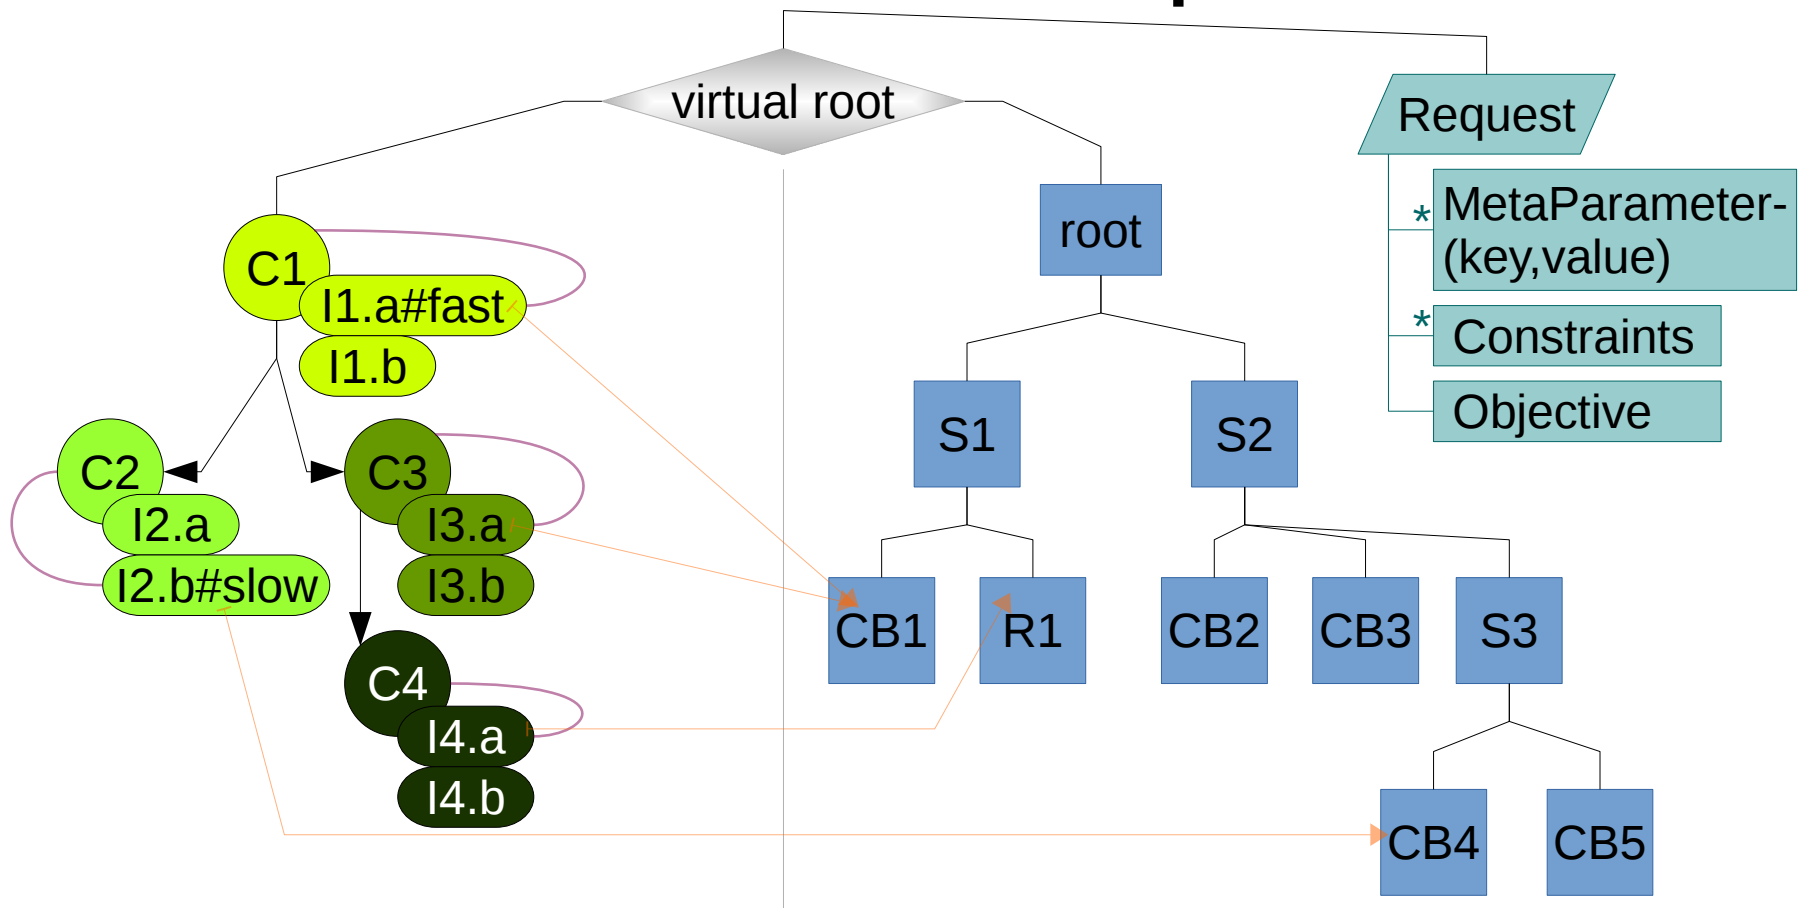 virtual root
Request
MetaParameter-
(key,value)
*
Constraints
*
Objective
root
C1
I1.a#fast
I1.b
C2
I2.a
I2.b#slow
C3
I3.a
I3.b
C4
I4.a
I4.b
S1
S2
CB1
R1
CB2
CB3
S3
CB4
CB5